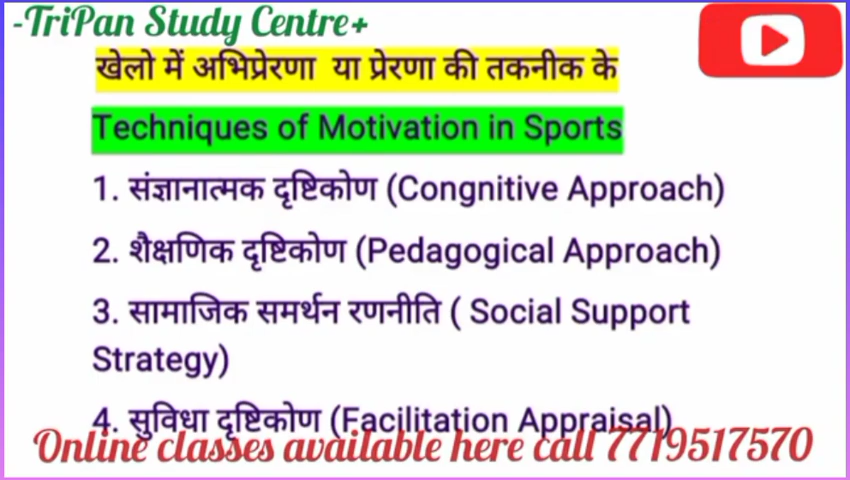 -TriPan Study Centre+
खेलो में अभिप्रेरणा या प्रेरणा की तकनीक के
Techniques of Motivation in Sports
1. संज्ञानात्मक दृष्टिकोण (Congnitive Approach)
2. शैक्षणिक दृष्टिकोण (Pedagogical Approach)
3. सामाजिक समर्थन रणनीति ( Social Support
Strategy)
4. सुविधा दृष्टिकोण (Facilitation Appraisal)
Online classes available here call 7719517570